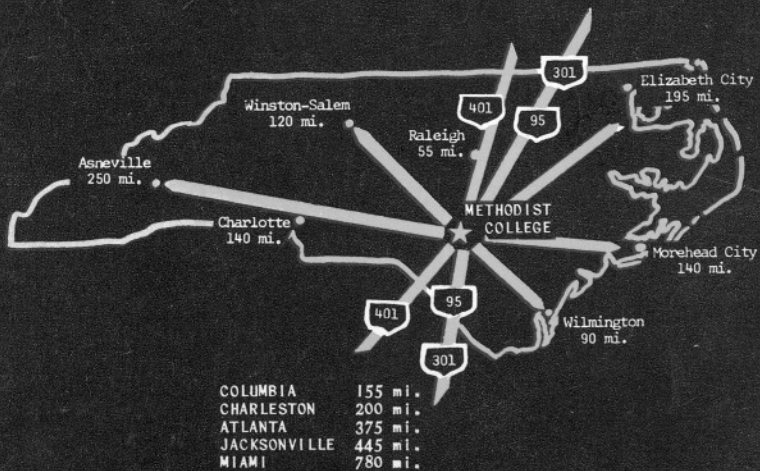 301
Elizabeth City
195 mi.
Winston-Salem
120 mi.
401
95
Raleigh
55 mi.
Asneville
250 mi.
METHODIST
COLLEGE
Charlotte
140 mi.
Morehead City
140 mi.
95
401
Wilmington
90 mi.
301
COLUMBIA 155 mi.
CHARLESTON 200 mi.
ATLANTA 375 mi.
JACKSONVILLE 445 mi.
MIAMI 780 mi.